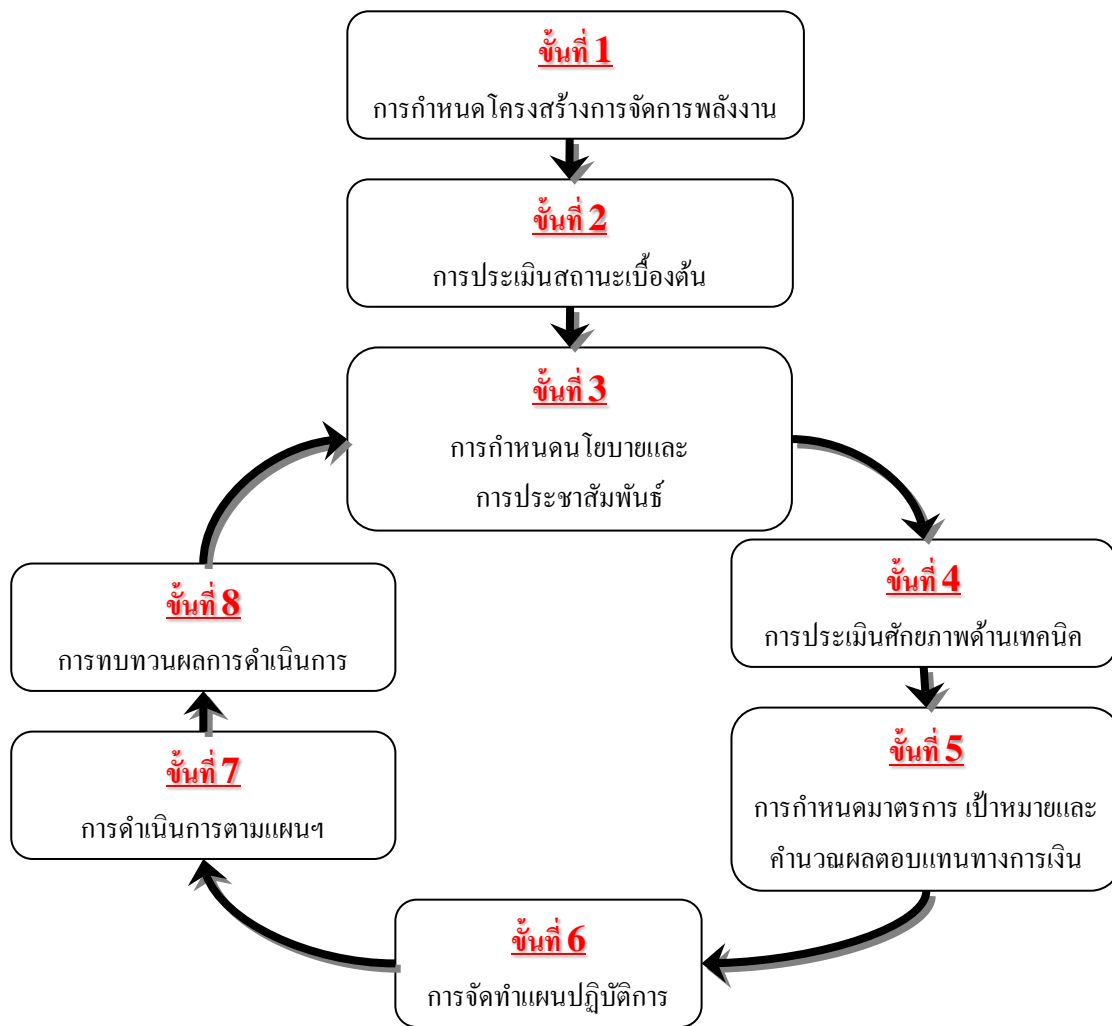 ขั้นที่ 1
การกำหนดโครงสร้างการจัดการพลังงาน
ขั้นที่ 2
การประเมินสถานะเบื้องต้น
ขั้นที่ 3
การกำหนดนโยบายและ
การประชาสัมพันธ์
ขั้นที่ 4
การประเมินศักยภาพด้านเทคนิค
ขั้นที่ 5
การกำหนดมาตรการ เป้าหมายและ
คำนวณผลตอบแทนทางการเงิน
ขั้นที่ 6
การจัดทำแผนปฏิบัติการ
ขั้นที่ 7
การดำเนินการตามแผนฯ
ขั้นที่ 8
การทบทวนผลการดำเนินการ